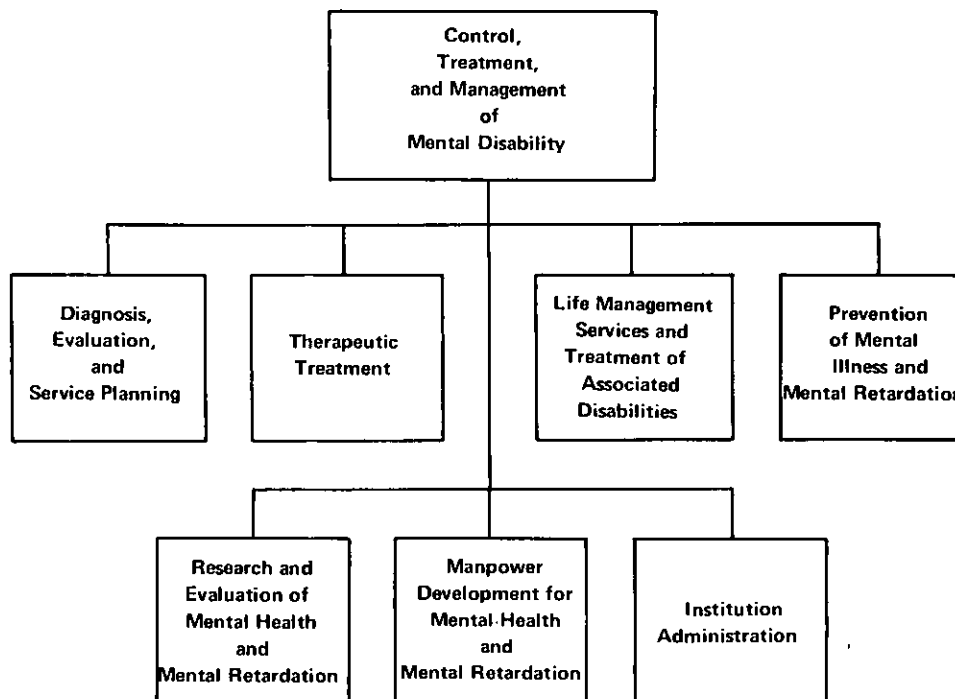 Control,
Treatment,
and Management
of
Mental Disability
Diagnosis,
Evaluation,
and
Service Planning
Therapeutic
Treatment
Life Management
Services and
Treatment of
Associated
Disabilities
Prevention
of Mental
Illness and
Mental Retardation
Research and
Evaluation of
Mental Health
and
Mental Retardation
Manpower
Development for
Mental Health
and
Mental Retardation
Institution
Administration